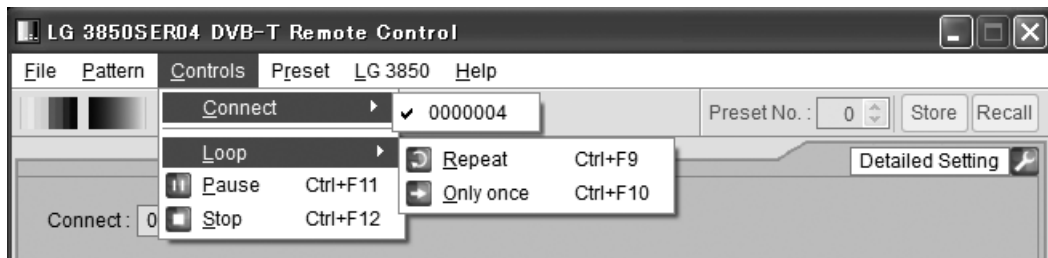 LG 3850SER04 DVB-T Remote Control
File Pattern Controls Preset LG 3850 Help
Connect 0000004 Preset No. : 0 Store Recall
Loop Repeat Ctrl+F9 Detailed Setting
Pause Ctrl+F11 Only once Ctrl+F10
Connect : 0 Stop Ctrl+F12